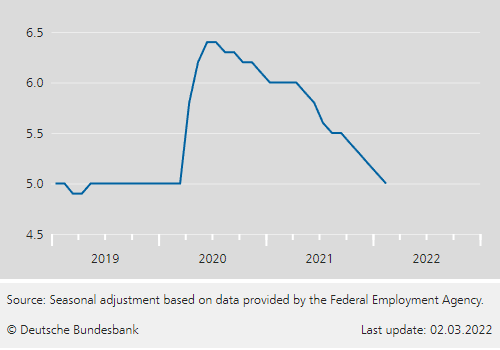 6.5
6.0
5.5
5.0
4.5
2019 2020 2021 2022
Source: Seasonal adjustment based on data provided by the Federal Employment Agency.
© Deutsche Bundesbank Last update: 02.03.2022